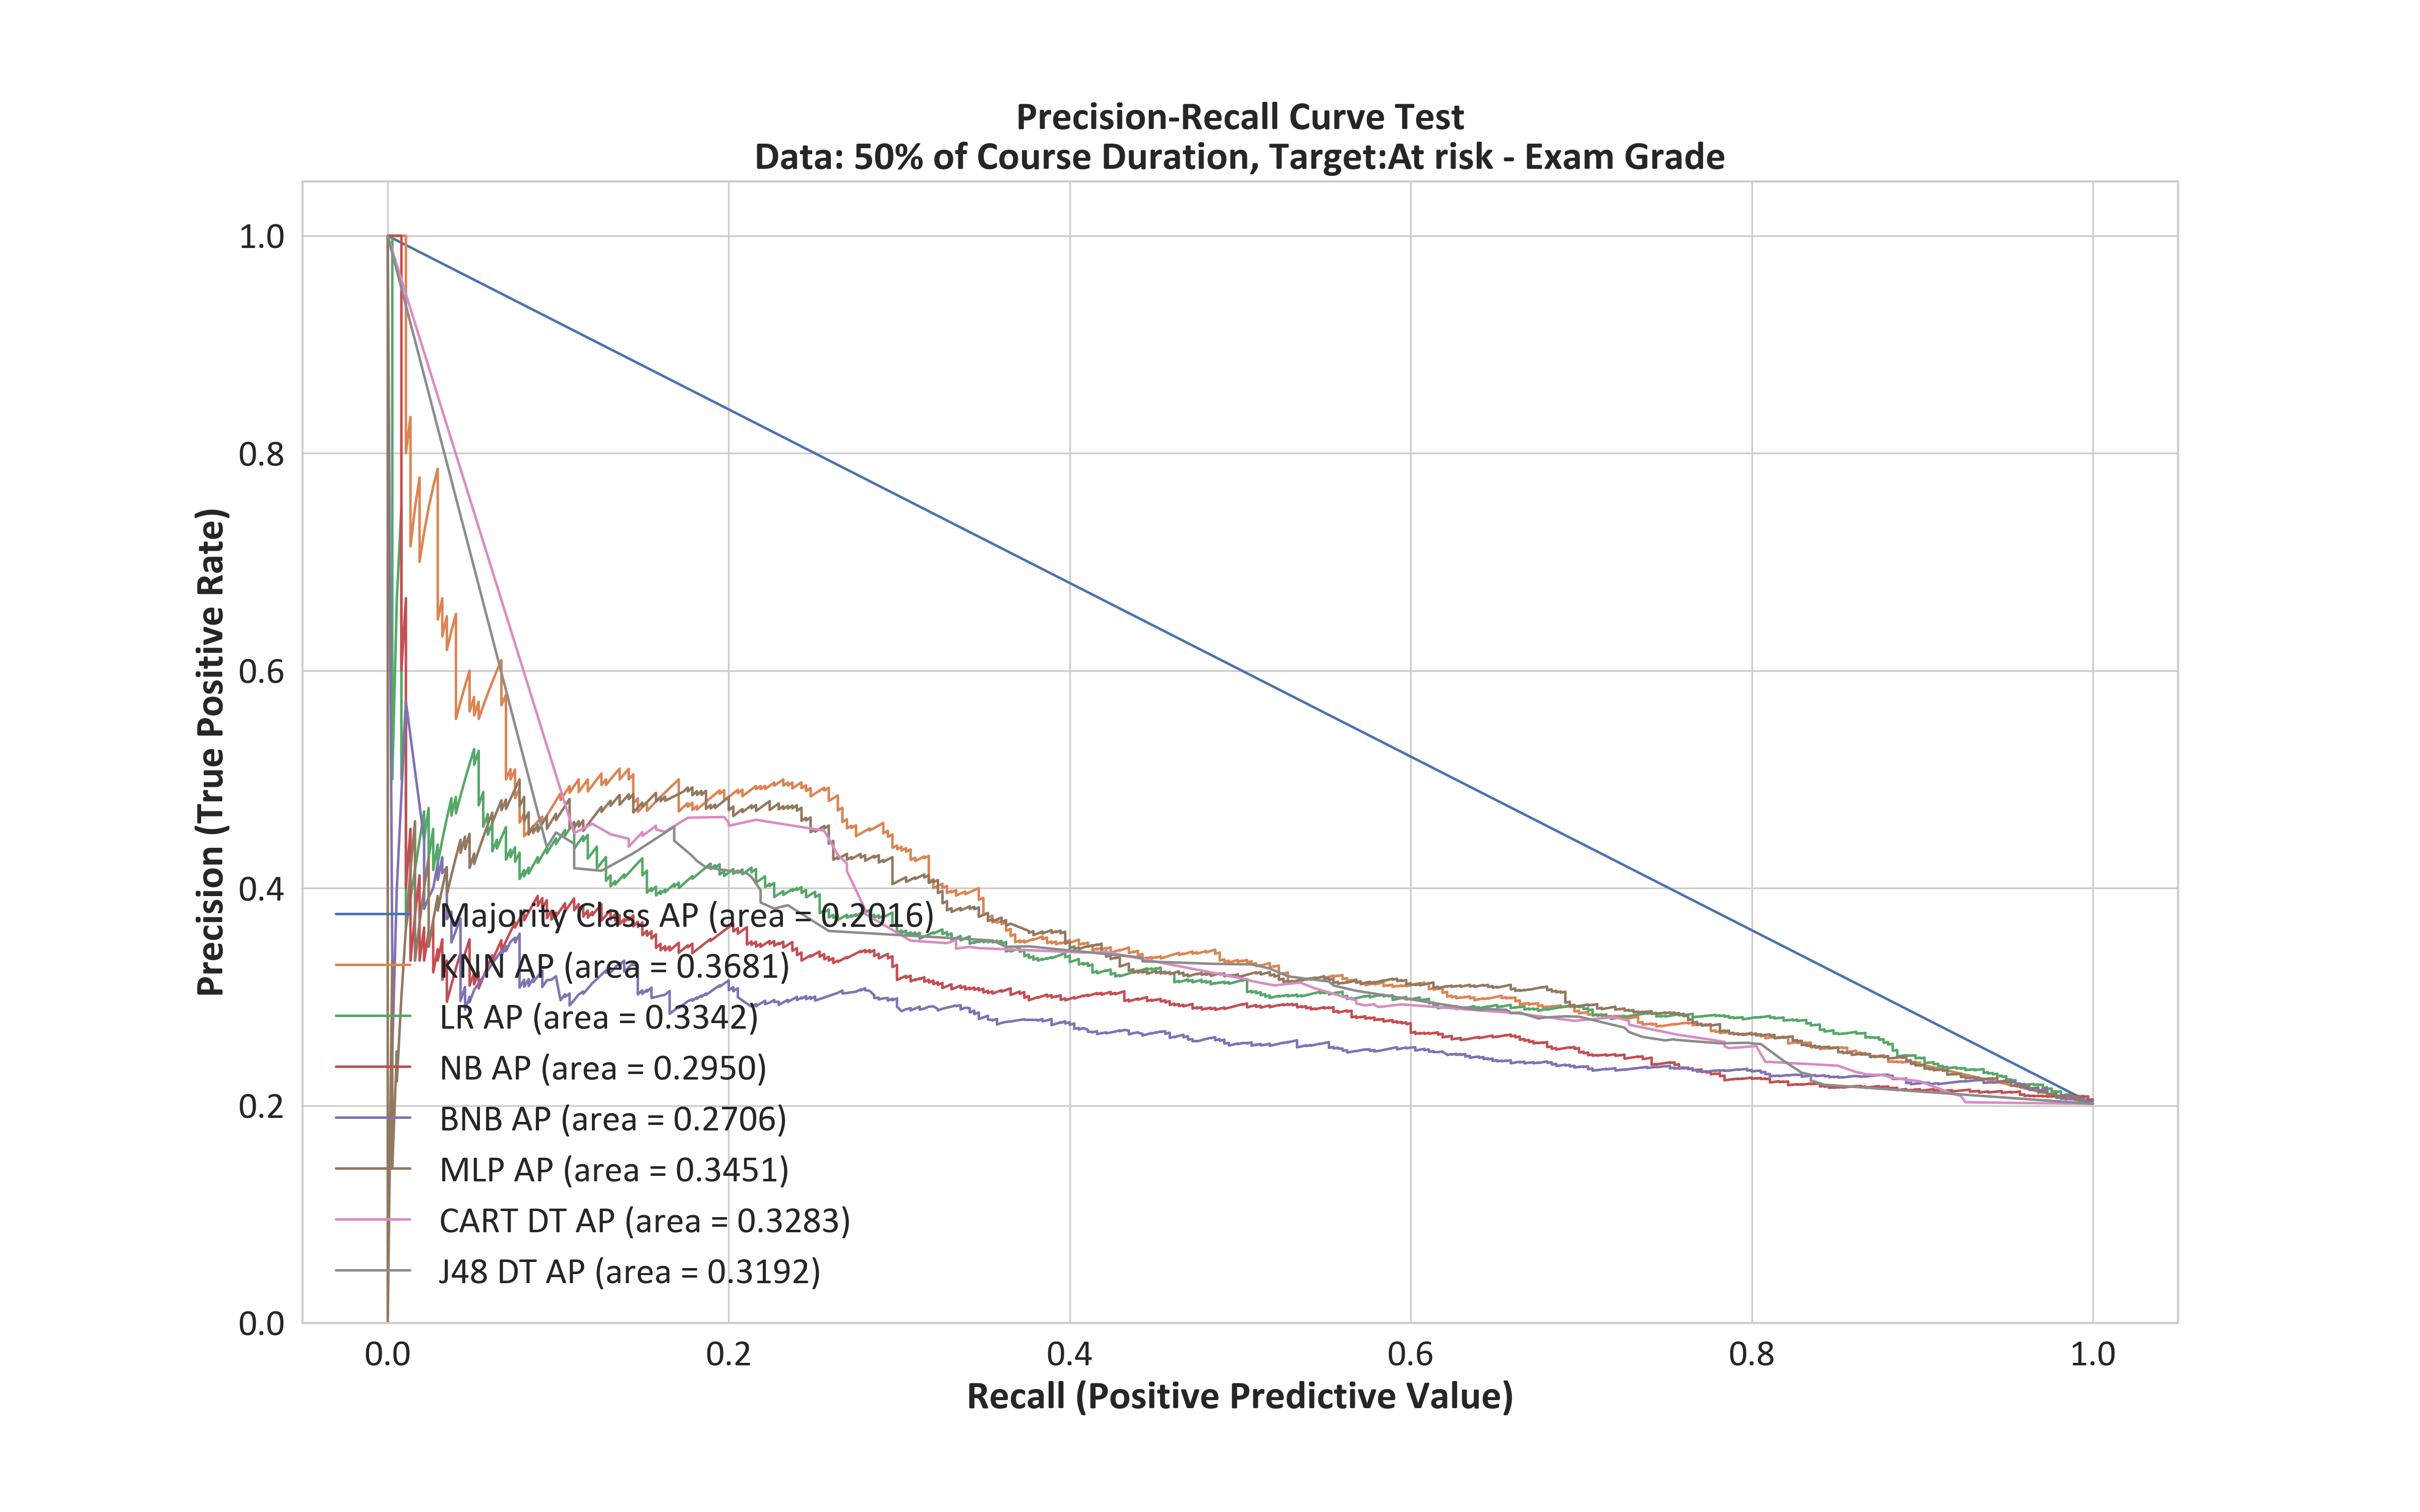 Precision-Recall Curve Test
Data: 50% of Course Duration, Target:At risk - Exam Grade
Precision (True Positive Rate)
1.0
0.8
0.6
0.4
0.2
0.0
Majority Class AP (area = 0.2016)
KNN AP (area = 0.3681)
LR AP (area = 0.3342)
NB AP (area = 0.2950)
BNB AP (area = 0.2706)
MLP AP (area = 0.3451)
CART DT AP (area = 0.3283)
J48 DT AP (area = 0.3192)
0.0 0.2 0.4 0.6 0.8 1.0
Recall (Positive Predictive Value)